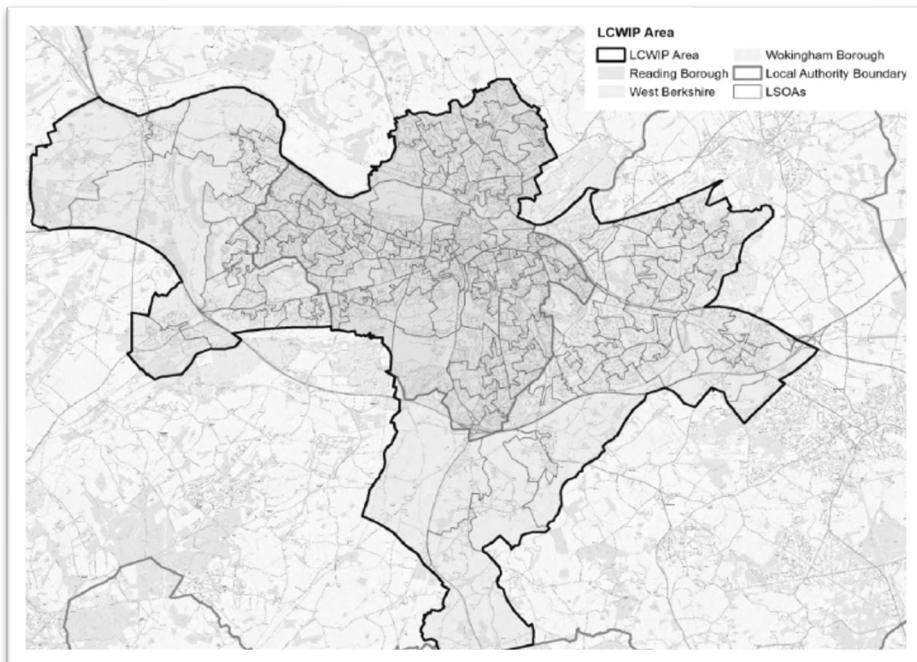 LCWIP Area
LCWIP Area
Wokingham Borough
Reading Borough
Local Authority Boundary
West Berkshire
LSOAs